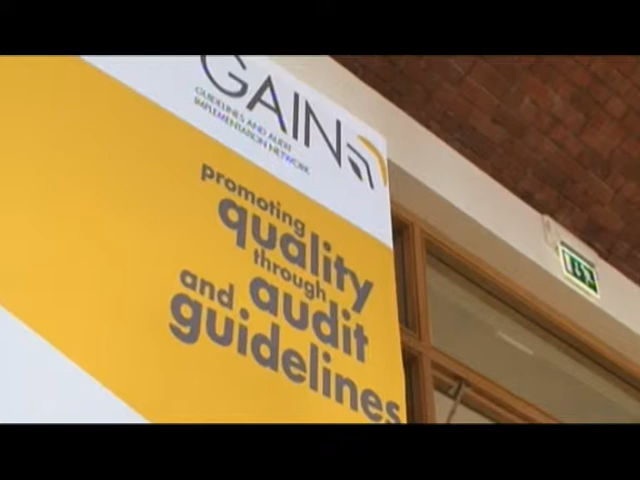 GAIN
GUIDELINES AND AUDIT
IMPLEMENTATION NETWORK
promoting
quality
through
audit
and
guidelines